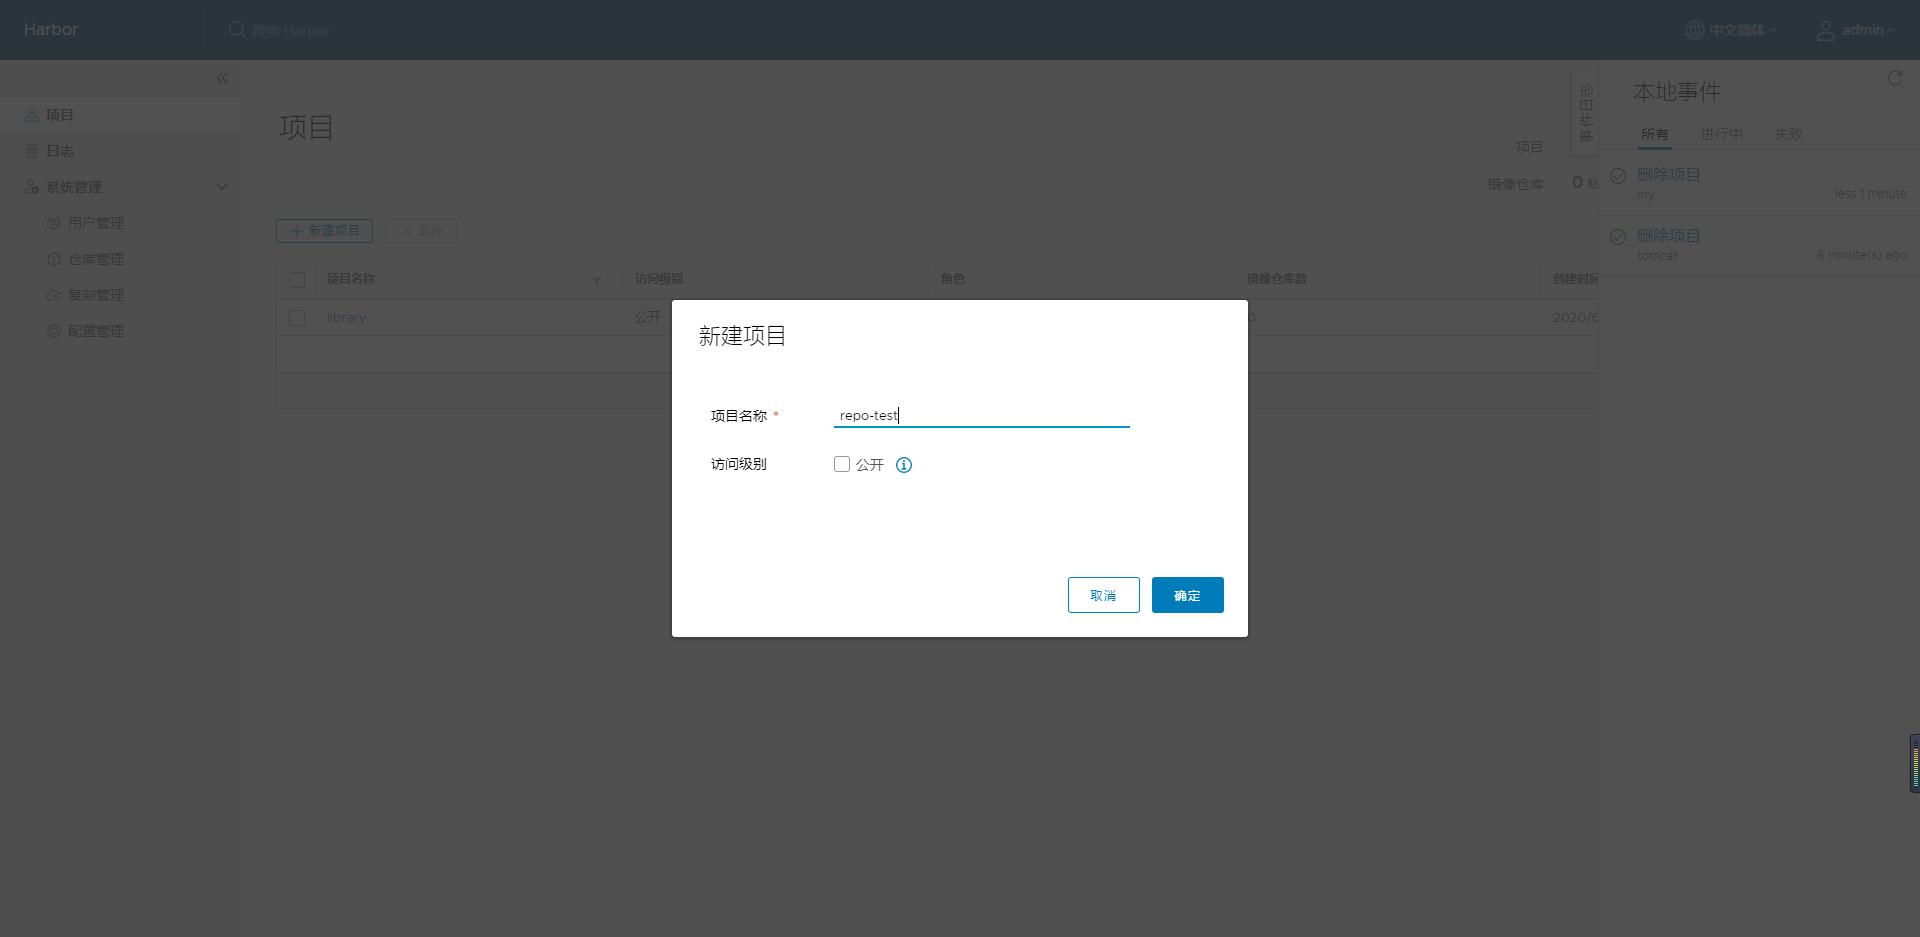 Harbor
搜索 Harbor...
中文简体
admin
项目
日志
系统管理
用户管理
仓库管理
复制管理
配置管理
项目
项目
镜像仓库
0
新建项目
删除
项目名称
访问级别
角色
镜像仓库数
创建时间
library
公开
0
2020/6
事件日志
本地事件
所有
进行中
失败
删除项目
my
less 1 minute
删除项目
tomcat
8 minute(s) ago
新建项目
项目名称 *
repo-test
访问级别
公开
取消
确定